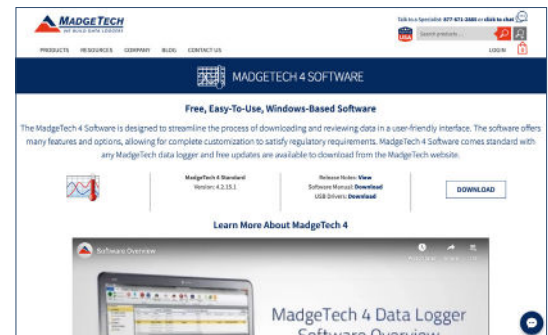 MADGETECH
WE BUILD DATA LOGGERS
Talk to a Specialist: 877-671-2885 or click to chat
USA
Search products...
PRODUCTS RESOURCES COMPANY BLOG CONTACT US
LOGIN
MADGETECH 4 SOFTWARE
Free, Easy-To-Use, Windows-Based Software
The MadgeTech 4 Software is designed to streamline the process of downloading and reviewing data in a user-friendly interface. The software offers
many features and options, allowing for complete customization to satisfy regulatory requirements. MadgeTech 4 Software comes standard with
any MadgeTech data logger and free updates are available to download from the MadgeTech website.
MadgeTech 4 Standard
Version: 4.2.15.1
Release Notes: View
Software Manual: Download
USB Drivers: Download
DOWNLOAD
Learn More About MadgeTech 4
Software Overview
MadgeTech 4 Data Logger
Software Overview